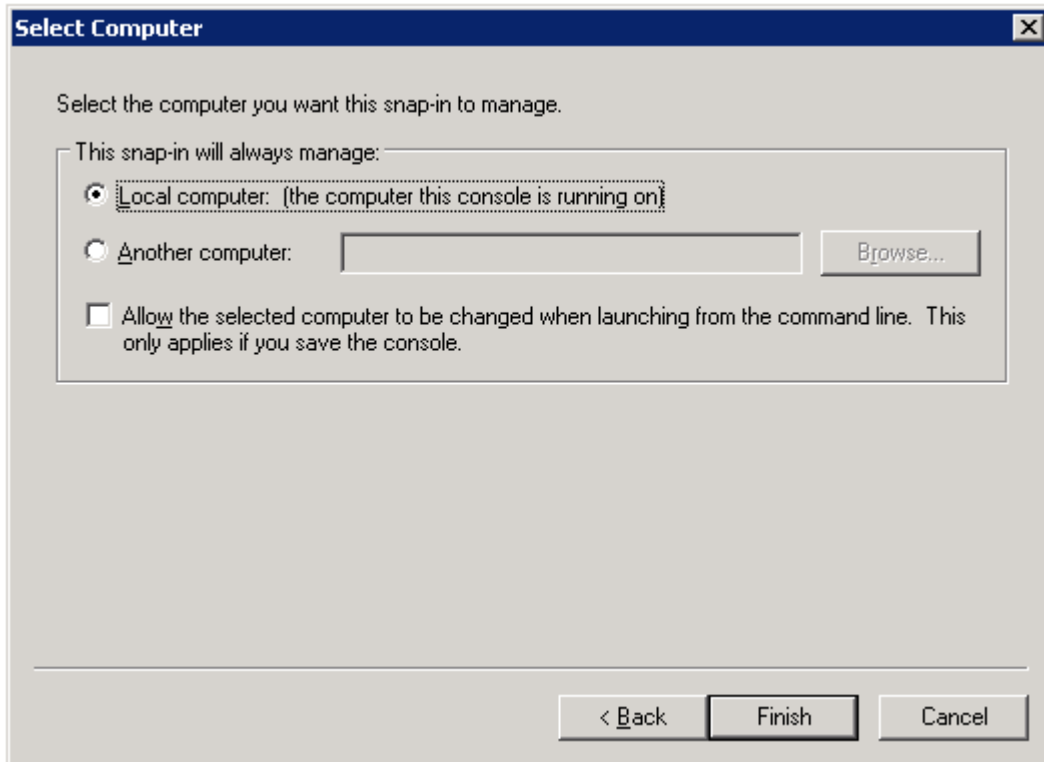 Select Computer
Select the computer you want this snap-in to manage.
This snap-in will always manage:
Local computer:  (the computer this console is running on)
Another computer:
Browse...
Allow the selected computer to be changed when launching from the command line.  This
only applies if you save the console.
< Back
Finish
Cancel